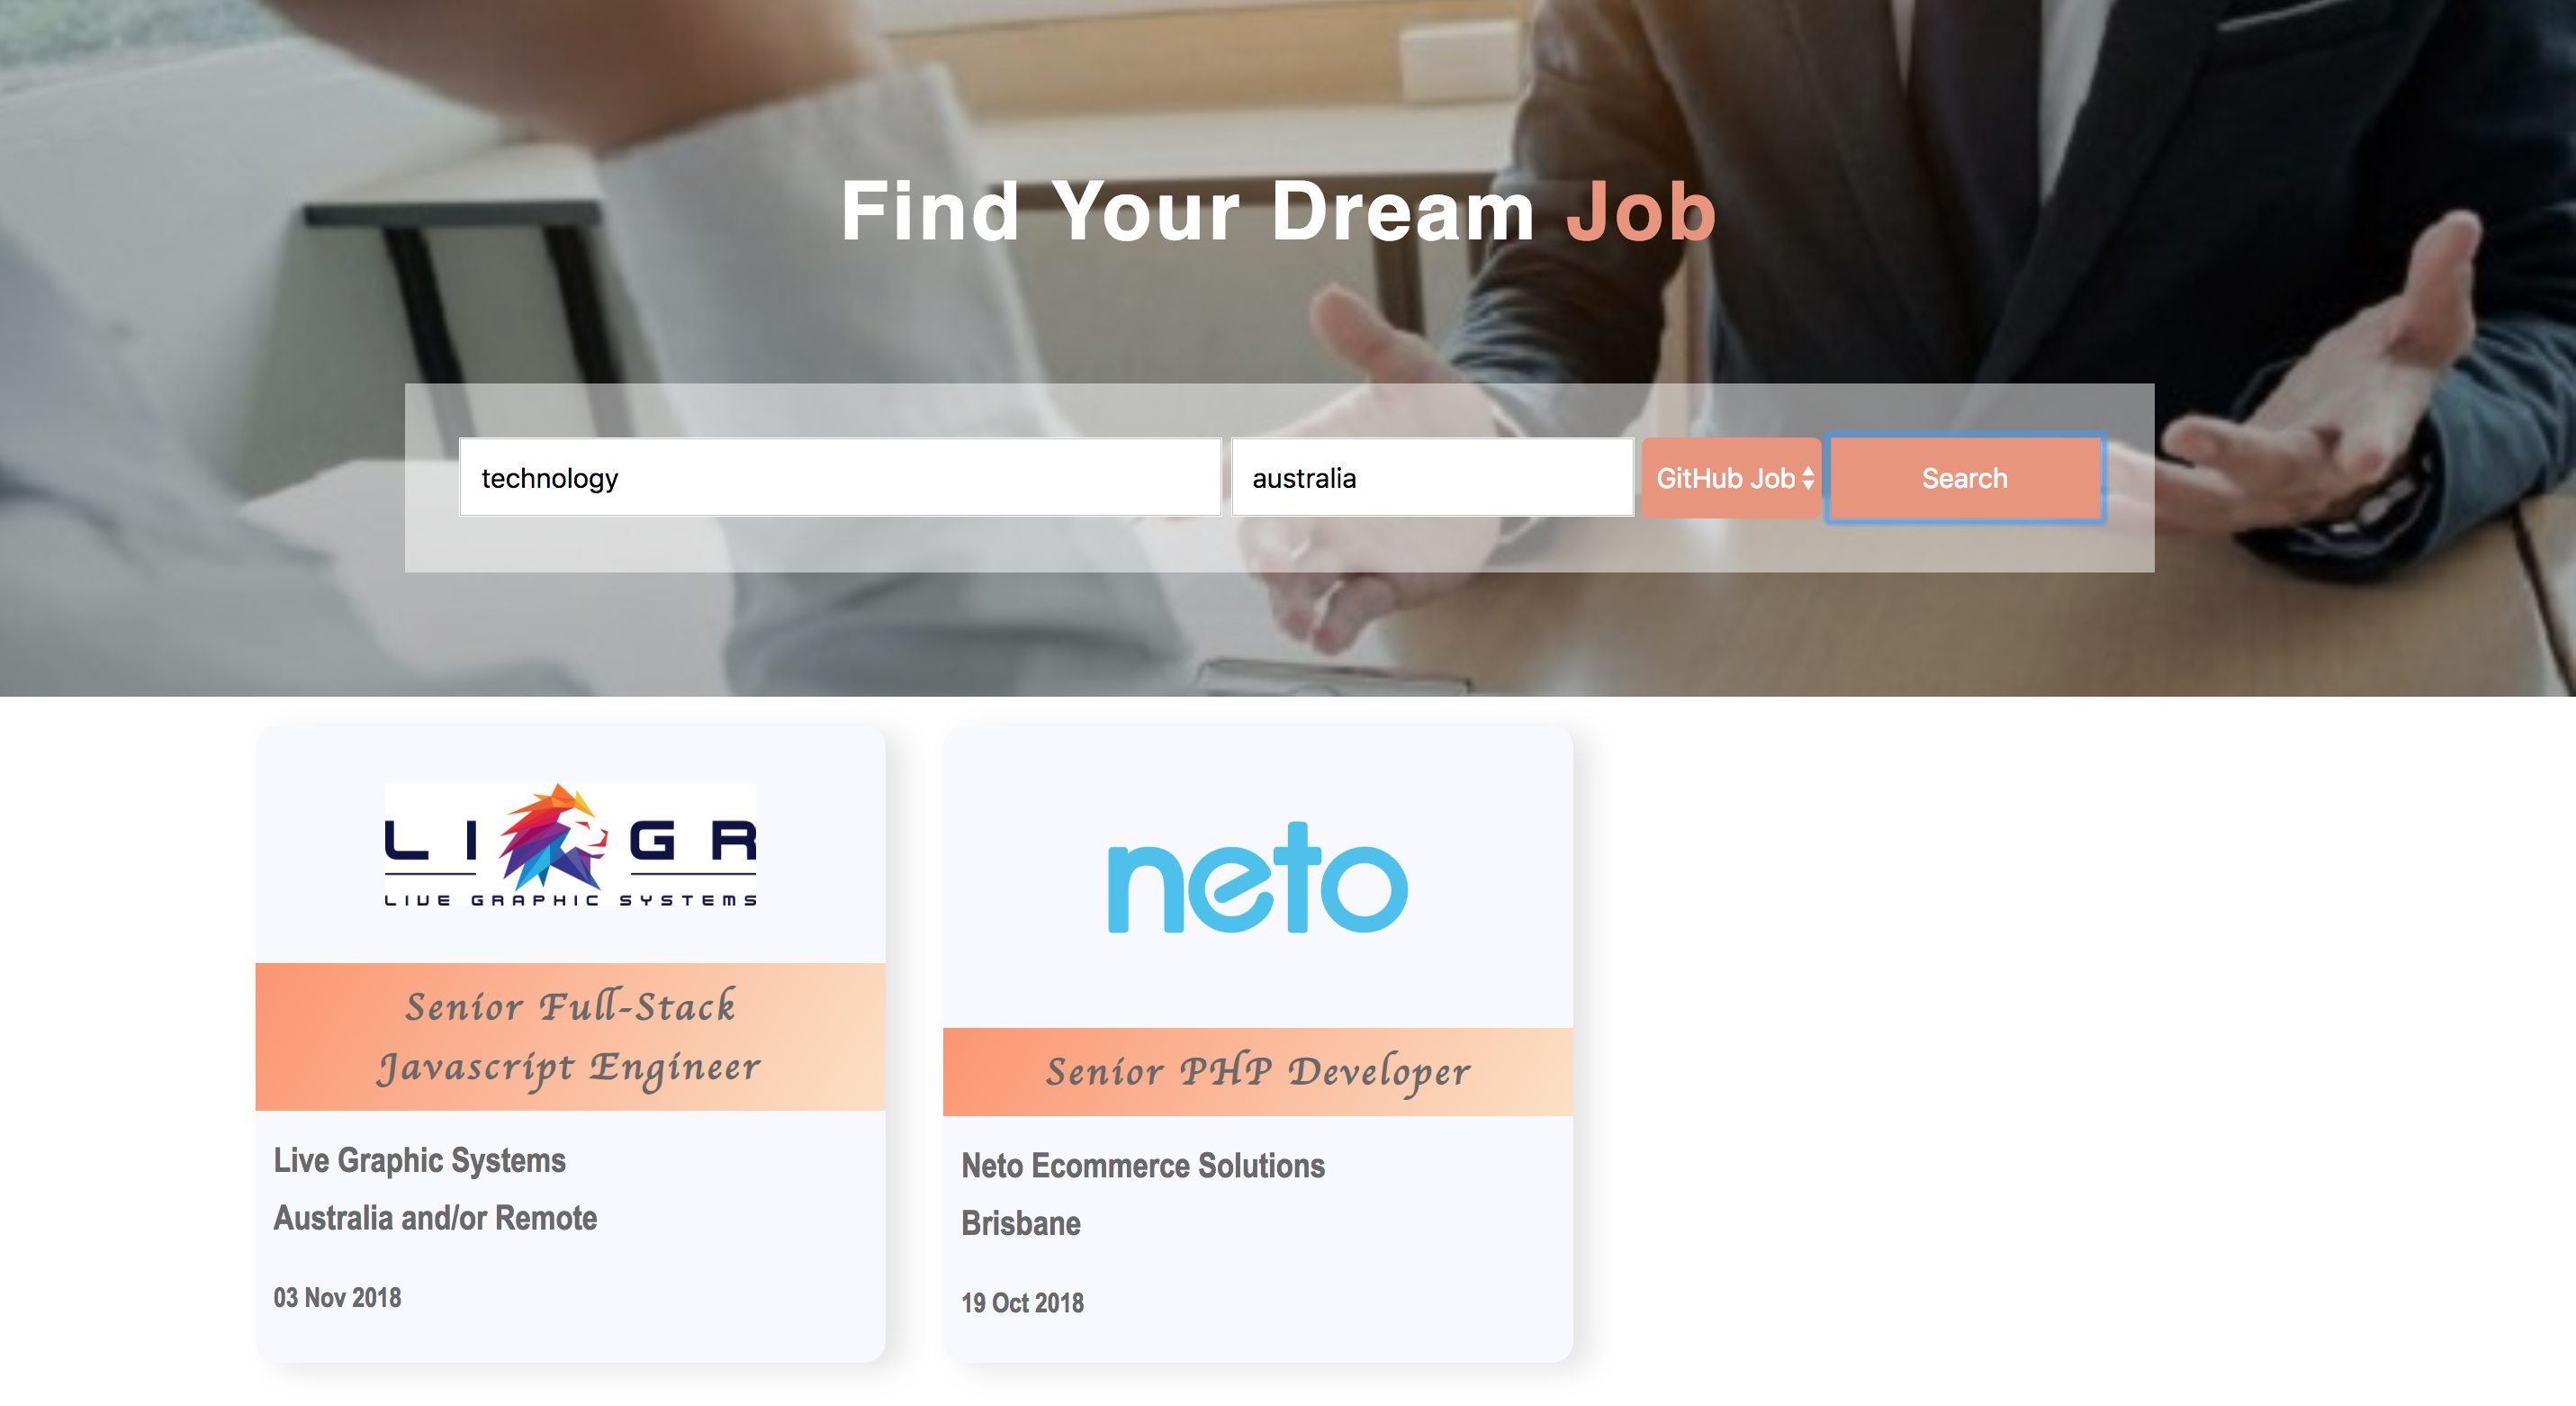 Find Your Dream Job
technology
australia
GitHub Job
Search
LIGR
LIVE GRAPHIC SYSTEMS
Senior Full-Stack
Javascript Engineer
Live Graphic Systems
Australia and/or Remote
03 Nov 2018
neto
Senior PHP Developer
Neto Ecommerce Solutions
Brisbane
19 Oct 2018